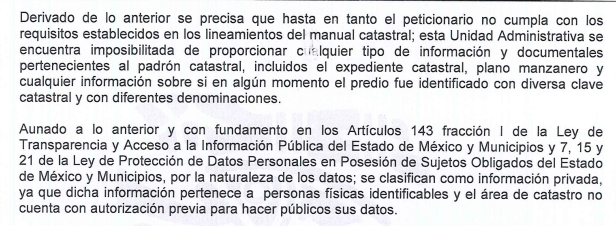 Derivado de lo anterior se precisa que hasta en tanto el peticionario no cumpla con los
requisitos establecidos en los lineamientos del manual catastral; esta Unidad Administrativa se
encuentra imposibilitada de proporcionar cualquier tipo de información y documentales
pertenecientes al padrón catastral, incluidos el expediente catastral, plano manzanero y
cualquier información sobre si en algún momento el predio fue identificado con diversa clave
catastral y con diferentes denominaciones.
Aunado a lo anterior y con fundamento en los Artículos 143 fracción I de la Ley de
Transparencia y Acceso a la Información Pública del Estado de México y Municipios y 7, 15 y
21 de la Ley de Protección de Datos Personales en Posesión de Sujetos Obligados del Estado
de México y Municipios, por la naturaleza de los datos; se clasifican como información privada,
ya que dicha información pertenece a personas físicas identificables y el área de catastro no
cuenta con autorización previa para hacer públicos sus datos.